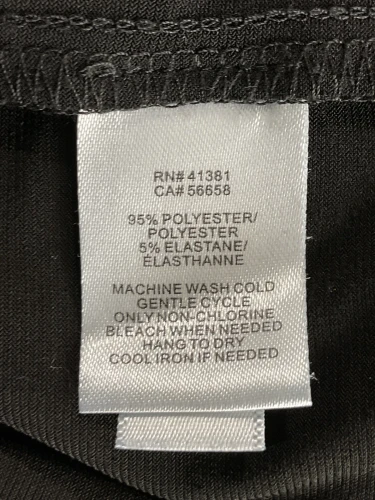 RN# 41381
CA# 56658
95% POLYESTER/
POLYESTER
5% ELASTANE/
ÉLASTHANNE
MACHINE WASH COLD
GENTLE CYCLE
ONLY NON-CHLORINE
BLEACH WHEN NEEDED
HANG TO DRY
COOL IRON IF NEEDED